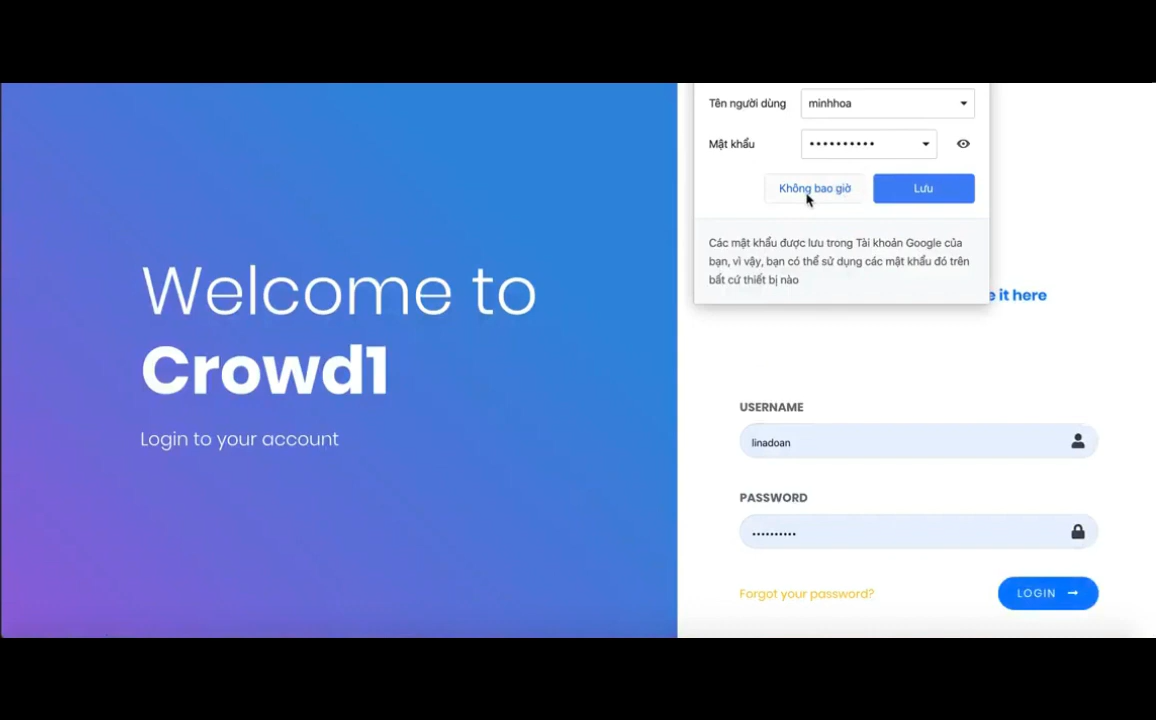 Welcome to
Crowd1
Login to your account
Tên người dùng
minhhoa
Mật khẩu
••••••••••
Không bao giờ
Lưu
Các mật khẩu được lưu trong Tài khoản Google của
bạn, vì vậy, bạn có thể sử dụng các mật khẩu đó trên
bất cứ thiết bị nào
it here
USERNAME
linadoan
PASSWORD
••••••••••
Forgot your password?
LOGIN →